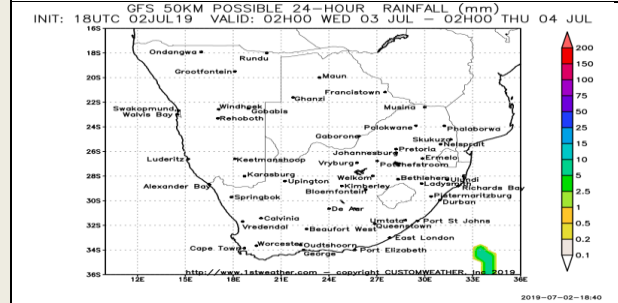 GFS 50KM POSSIBLE 24-HOUR RAINFALL (mm)
INIT: 18UTC 02JUL19 VALID: 02H00 WED 03 JUL - 02H00 THU 04 JUL
16S
Ondangwa
Rundu
200
Grootfontein
150
20S
Maun
100
Francistown
75
22S
Ghanzi
Swakopmund
Windhoek
Gobabis
Musina
50
Walvis Bay
Rehoboth
24S
Polokwane
Phalaborwa
25
Gaborone
Skukuza
15
Johannesburg
Pretoria
Nelspruit
26S
10
Luderitz
Keetmanshoop
Vryburg
Ermelo
Potchefstroom
5
28S
Karasburg
Upington
Welkom
Bethlehem
Ulundi
2.5
Alexander Bay
Kimberley
Ladysmith
Richards Bay
Springbok
Bloemfontein
Pietermaritzburg
1
30S
Durban
De Aar
0.5
Calvinia
Umtata
Port St Johns
32S
Vredendal
Beaufort West
Queenstown
0.2
East London
Cape Town
Worcester
Oudtshoorn
34S
George
Port Elizabeth
0.1
http://www.1stweather.com - copyright CUSTOMWEATHER, Inc 2019
36S
12E 15E 18E 21E 24E 27E 30E 33E 36E
2019-07-02-18:40